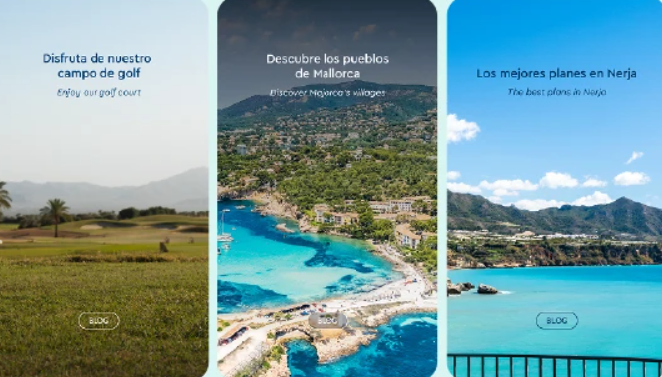 Disfruta de nuestro
campo de golf
Enjoy our golf court
BLOG
Descubre los pueblos
de Mallorca
Discover Majorca's villages
BLOG
Los mejores planes en Nerja
The best plans in Nerja
BLOG